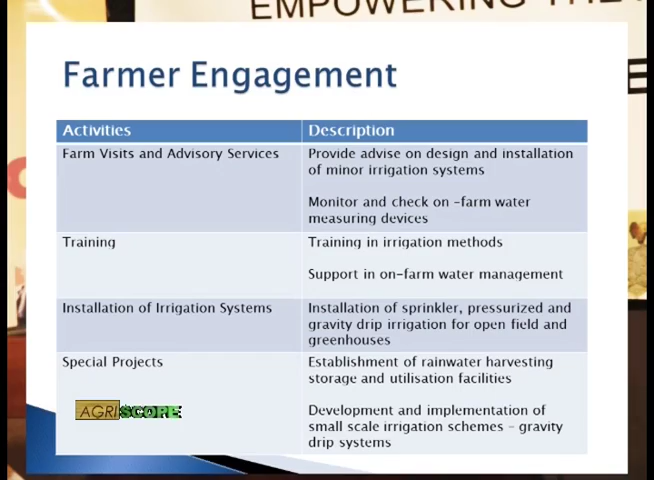 EMPOWERING THE
Farmer Engagement
Activities
Description
Farm Visits and Advisory Services
Provide advise on design and installation
of minor irrigation systems
Monitor and check on -farm water
measuring devices
Training
Training in irrigation methods
Support in on-farm water management
Installation of Irrigation Systems
Installation of sprinkler, pressurized and
gravity drip irrigation for open field and
greenhouses
Special Projects
Establishment of rainwater harvesting
storage and utilisation facilities
AGRISCOPE
Development and implementation of
small scale irrigation schemes – gravity
drip systems